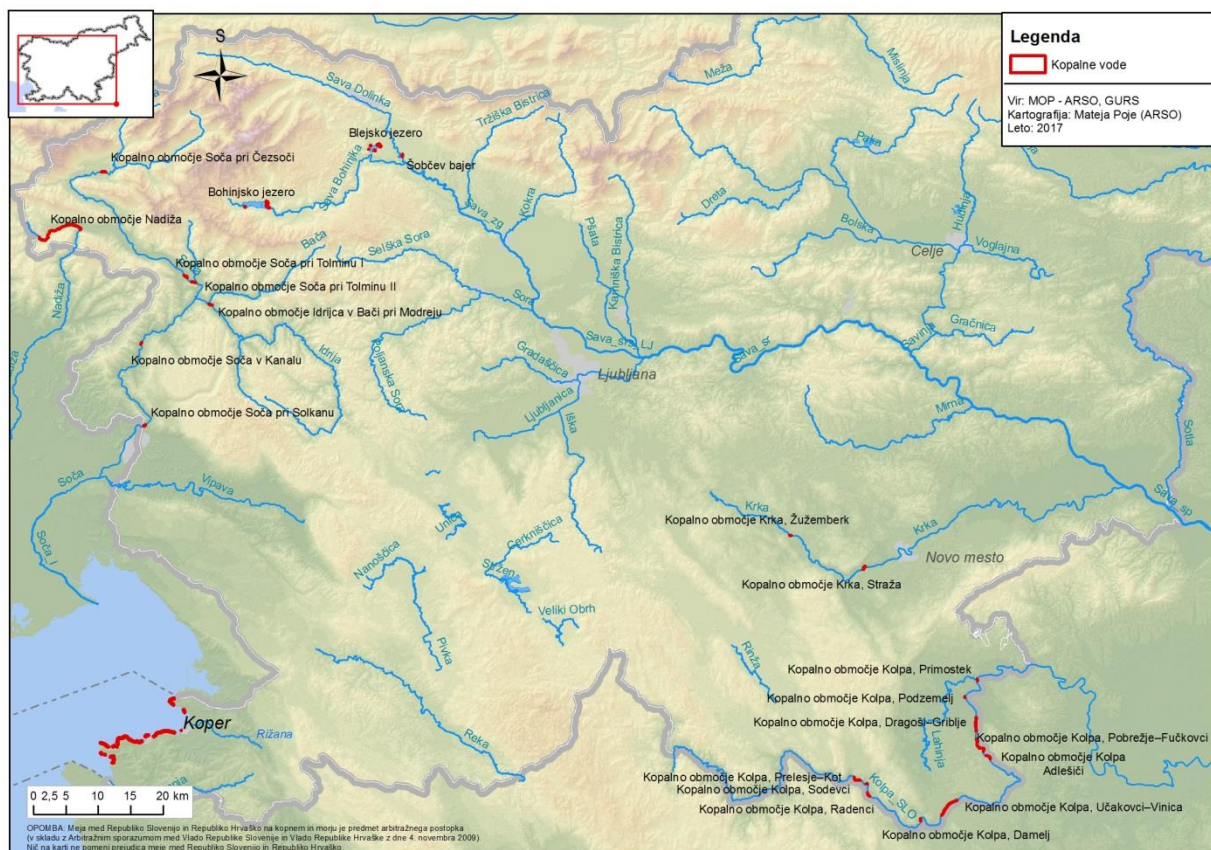 S
Legenda
Kopalne vode
Vir: MOP - ARSO, GURS
Kartografija: Mateja Poje (ARSO)
Leto: 2017
Meža
Mislinja
Sava Dolinka
Tržiška Bistrica
Blejsko jezero
Šobčev bajer
Paka
Kopalno območje Soča pri Čezsoči
Sava Bohinjka
Bohinjsko jezero
Kokra
Dreta
Sava_zg
Pšata
Kamniška Bistrica
Bolska
Hudinja
Voglajna
Celje
Kopalno območje Nadiža
Nadiža
Bača
Selška Sora
Kopalno območje Soča pri Tolminu I
Kopalno območje Soča pri Tolminu II
Kopalno območje Idrijca v Bači pri Modreju
Sora
Sava_srs_LJ
Sava_sr
Savinja
Gračnica
Idrija
Poljanska Sora
Kopalno območje Soča v Kanalu
Gradaščica
Ljubljana
Ljubljanica
Iška
Mirna
Sotla
Kopalno območje Soča pri Solkanu
Soča
Vipava
Soča_I
Unica
Cerkniščica
Nanoščica
Stržen
Veliki Obrh
Pivka
Krka
Kopalno območje Krka, Žužemberk
Krka
Sava_sp
Novo mesto
Kopalno območje Krka, Straža
Rinža
Kopalno območje Kolpa, Primostek
Kopalno območje Kolpa, Podzemelj
Kopalno območje Kolpa, Dragoši–Griblje
Lahinja
Kopalno območje Kolpa, Pobrežje–Fučkovci
Kopalno območje Kolpa
Adlešiči
Koper
Rižana
Reka
Kopalno območje Kolpa, Prelesje–Kot
Kopalno območje Kolpa, Sodevci
Kopalno območje Kolpa, Radenci
Kolpa_SLO
Kopalno območje Kolpa, Učakovci–Vinica
Kopalno območje Kolpa, Damelj
0 2,5 5 10 15 20 km
OPOMBA: Meja med Republiko Slovenijo in Republiko Hrvaško na kopnem in morju je predmet arbitražnega postopka
(v skladu z Arbitražnim sporazumom med Vlado Republike Slovenije in Vlado Republike Hrvaške z dne 4. novembra 2009).
Nič na karti ne pomeni prejudica meje med Republiko Slovenijo in Republiko Hrvaško.